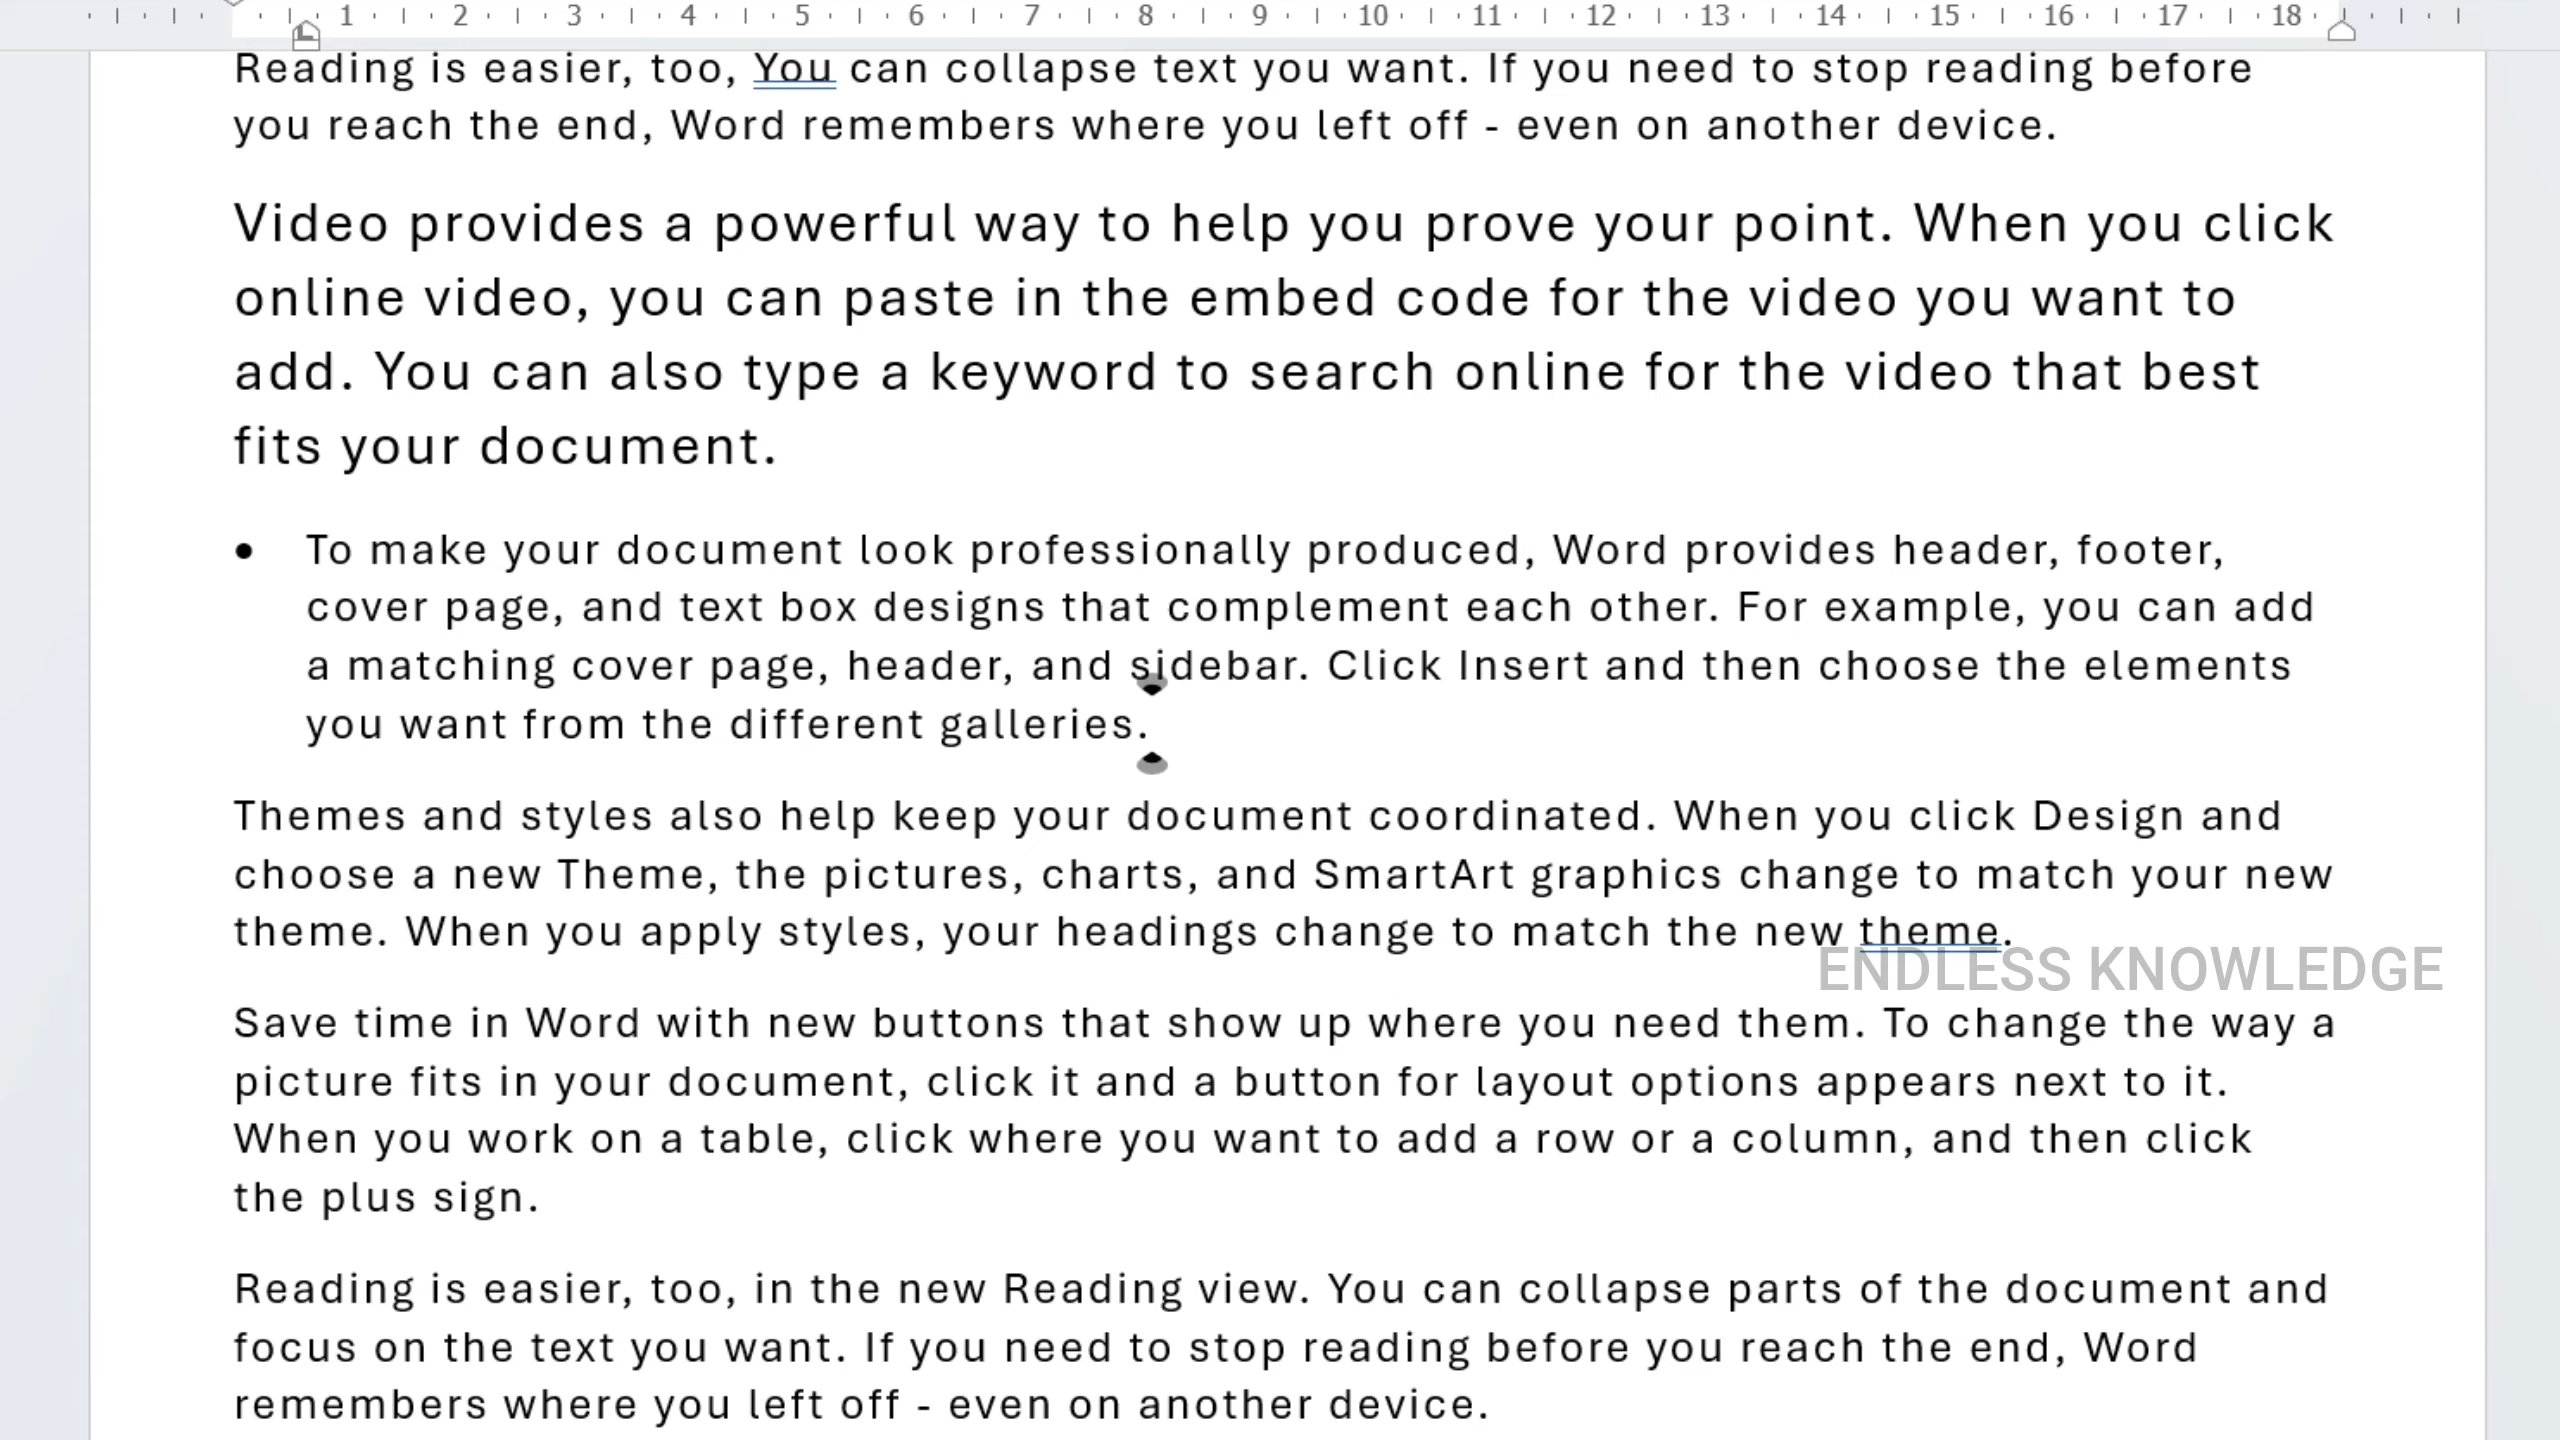 1 2 3 4 5 6 7 8 9 10 11 12 13 14 15 16 17 18
Reading is easier, too, You can collapse text you want. If you need to stop reading before
you reach the end, Word remembers where you left off - even on another device.
Video provides a powerful way to help you prove your point. When you click
online video, you can paste in the embed code for the video you want to
add. You can also type a keyword to search online for the video that best
fits your document.
• To make your document look professionally produced, Word provides header, footer,
cover page, and text box designs that complement each other. For example, you can add
a matching cover page, header, and sidebar. Click Insert and then choose the elements
you want from the different galleries.
Themes and styles also help keep your document coordinated. When you click Design and
choose a new Theme, the pictures, charts, and SmartArt graphics change to match your new
theme. When you apply styles, your headings change to match the new theme.
ENDLESS KNOWLEDGE
Save time in Word with new buttons that show up where you need them. To change the way a
picture fits in your document, click it and a button for layout options appears next to it.
When you work on a table, click where you want to add a row or a column, and then click
the plus sign.
Reading is easier, too, in the new Reading view. You can collapse parts of the document and
focus on the text you want. If you need to stop reading before you reach the end, Word
remembers where you left off - even on another device.